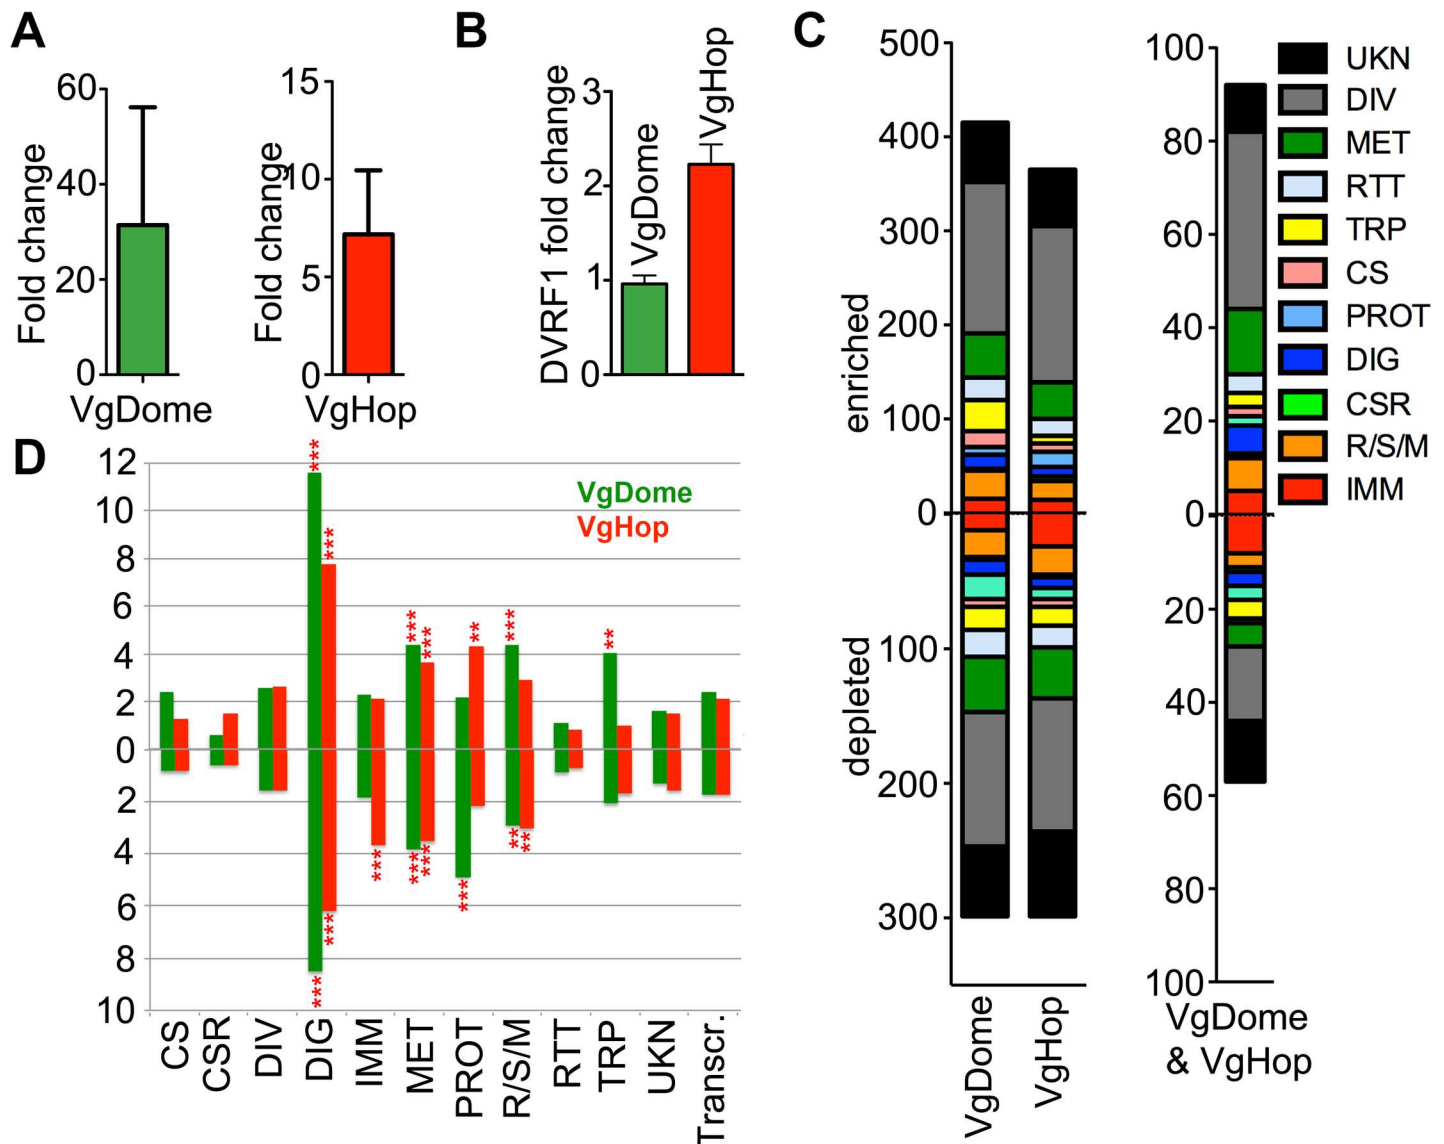 A
Fold change
60
40
20
0
VgDome
Fold change
15
10
5
0
VgHop
B
DVRF1 fold change
3
2
1
0
VgDome
VgHop
C
500
400
300
200
100
0
100
200
300
enriched
depleted
VgDome
VgHop
100
80
60
40
20
0
20
40
60
80
100
VgDome
& VgHop
UKN
DIV
MET
RTT
TRP
CS
PROT
DIG
CSR
R/S/M
IMM
D
12
10
8
6
4
2
0
2
4
6
8
10
VgDome
VgHop
***
***
***
***
**
***
**
***
***
***
***
***
***
**
**
CS
CSR
DIV
DIG
IMM
MET
PROT
R/S/M
RTT
TRP
UKN
Transcr.